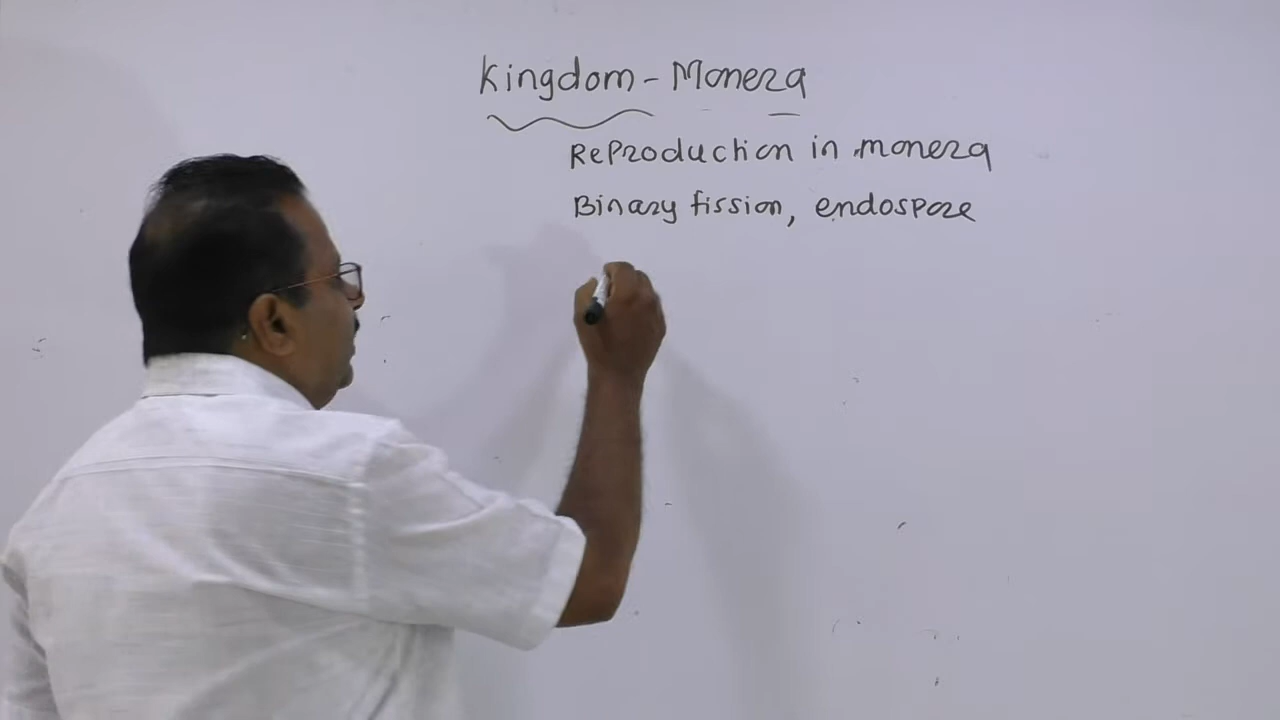 Kingdom - Monera
Reproduction in monera
Binary fission, endospore